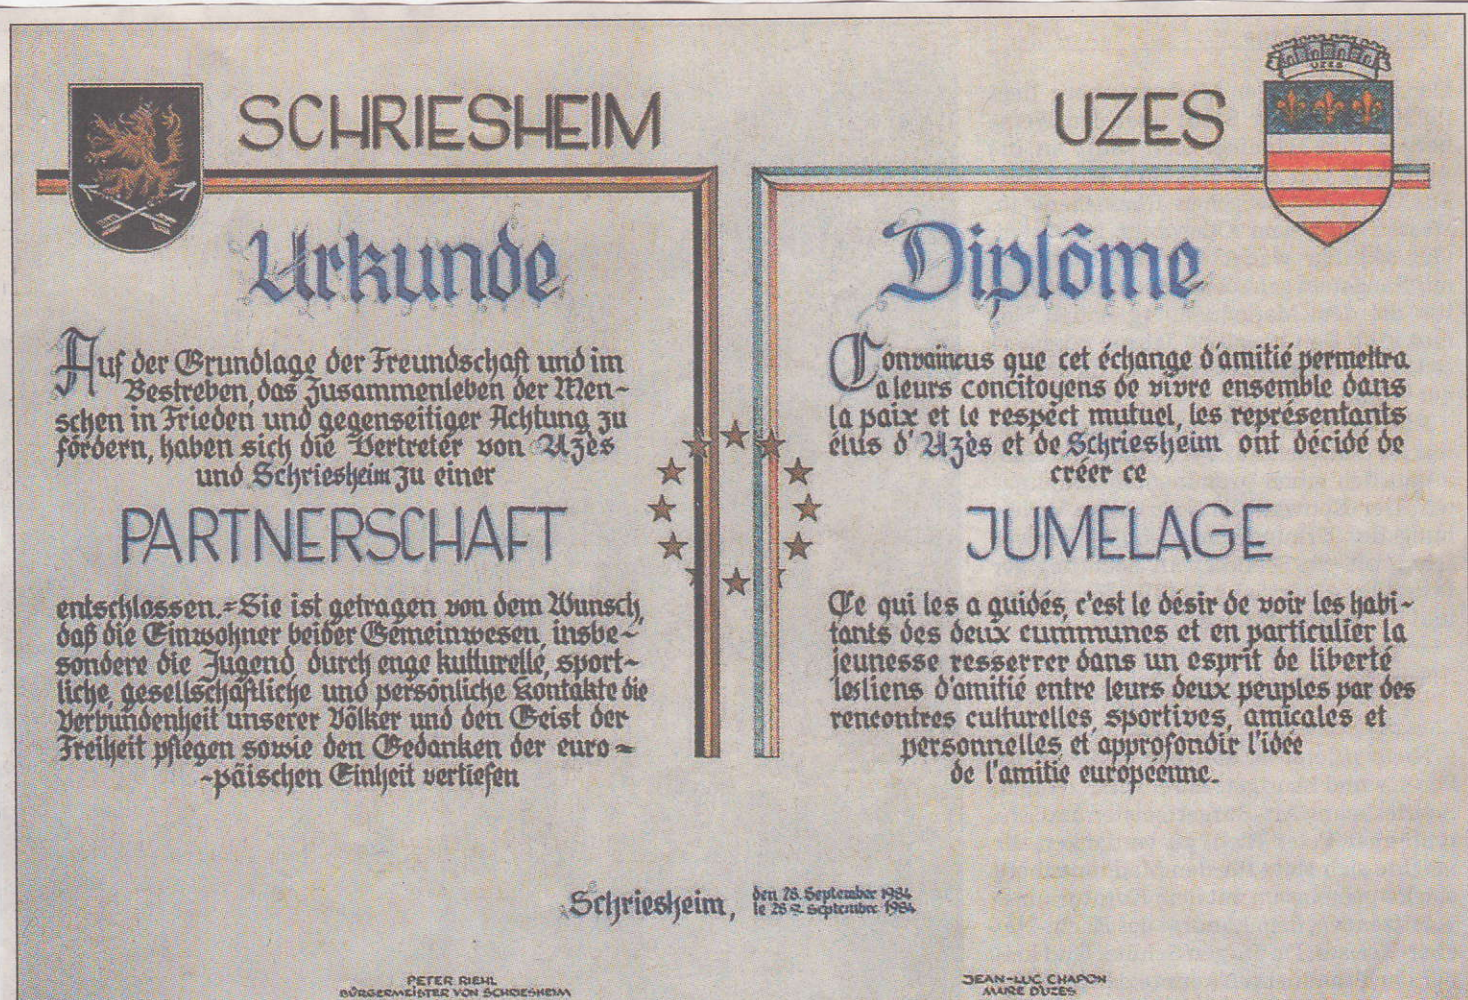 SCHRIESHEIM
Urkunde
Auf der Grundlage der Freundschaft und im
Bestreben, das Zusammenleben der Men-
schen in Frieden und gegenseitiger Achtung zu
fördern, haben sich die Vertreter von Uzès
und Schriesheim zu einer
PARTNERSCHAFT
entschlossen.=Sie ist getragen von dem Wunsch,
daß die Einwohner beider Gemeinwesen, insbe-
sondere die Jugend, durch enge kulturelle, sport-
liche, gesellschaftliche und persönliche Kontakte die
Verbundenheit unserer Völker und den Geist der
Freiheit pflegen sowie den Gedanken der euro-
-päischen Einheit vertiefen
UZES
UZES
Diplôme
Convaincus que cet échange d'amitié permettra
a leurs concitoyens de vivre ensemble dans
la paix et le respect mutuel, les représentants
élus d'Uzès et de Schriesheim ont décidé de
créer ce
JUMELAGE
Ce qui les a guidés, c'est le désir de voir les habi-
tants des deux cummunes et en particulier la
jeunesse resserrer dans un esprit de liberté
lesliens d'amitié entre leurs deux peuples par des
rencontres culturelles, sportives, amicales et
personnelles et approfondir l'idée
de l'amitié européenne.
Schriesheim,
den 28. September 1984
le 28 septembre 1984
PETER RIEHL
BÜRGERMEISTER VON SCHRIESHEIM
JEAN-LUC CHAPON
MAIRE D'UZES